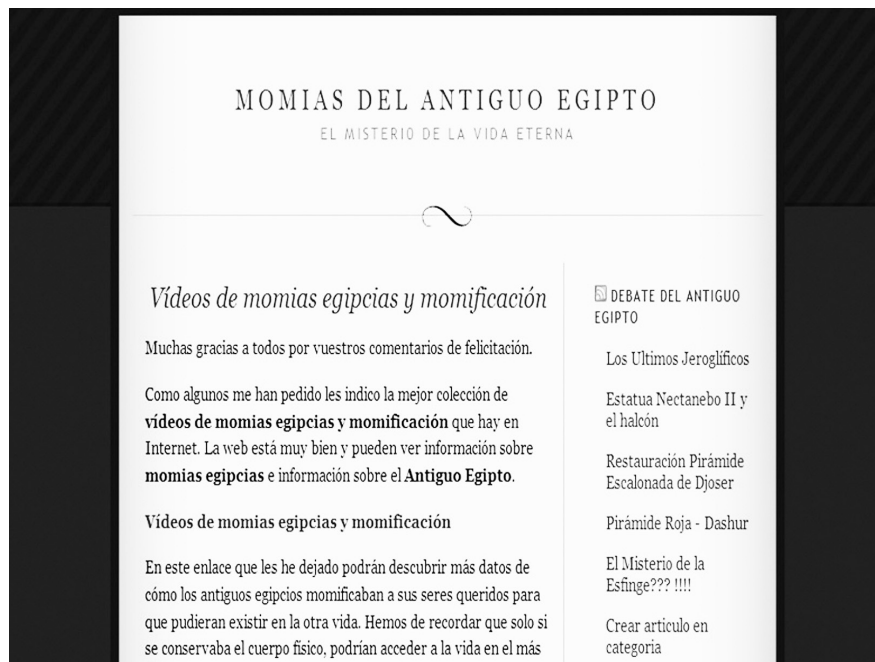 MOMIAS DEL ANTIGUO EGIPTO
EL MISTERIO DE LA VIDA ETERNA
Vídeos de momias egipcias y momificación
Muchas gracias a todos por vuestros comentarios de felicitación.
Como algunos me han pedido les indico la mejor colección de
vídeos de momias egipcias y momificación que hay en
Internet. La web está muy bien y pueden ver información sobre
momias egipcias e información sobre el Antiguo Egipto.
Vídeos de momias egipcias y momificación
En este enlace que les he dejado podrán descubrir más datos de
cómo los antiguos egipcios momificaban a sus seres queridos para
que pudieran existir en la otra vida. Hemos de recordar que solo si
se conservaba el cuerpo físico, podrían acceder a la vida en el más
DEBATE DEL ANTIGUO
EGIPTO
Los Ultimos Jeroglíficos
Estatua Nectanebo II y
el halcón
Restauración Pirámide
Escalonada de Djoser
Pirámide Roja - Dashur
El Misterio de la
Esfinge??? !!!!
Crear articulo en
categoria